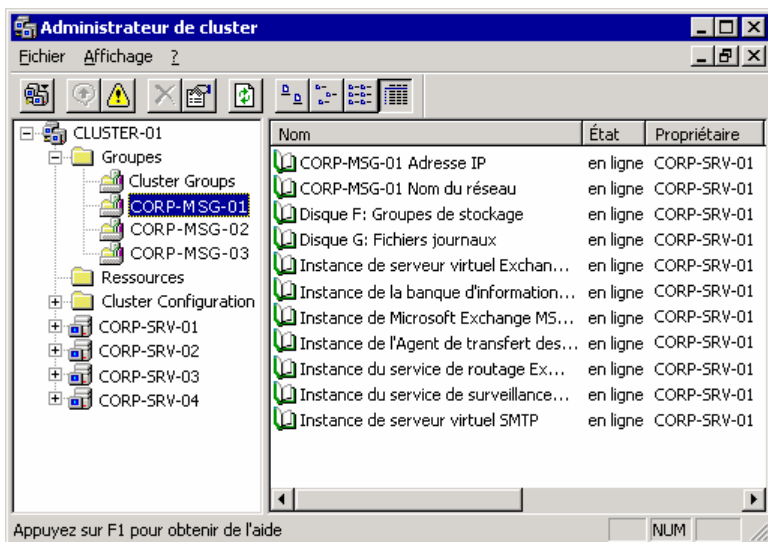 Administrateur de cluster
Fichier Affichage ?
CLUSTER-01
Groupes
Cluster Groups
CORP-MSG-01
CORP-MSG-02
CORP-MSG-03
Ressources
Cluster Configuration
CORP-SRV-01
CORP-SRV-02
CORP-SRV-03
CORP-SRV-04
Nom État Propriétaire
CORP-MSG-01 Adresse IP en ligne CORP-SRV-01
CORP-MSG-01 Nom du réseau en ligne CORP-SRV-01
Disque F: Groupes de stockage en ligne CORP-SRV-01
Disque G: Fichiers journaux en ligne CORP-SRV-01
Instance de serveur virtuel Exchan... en ligne CORP-SRV-01
Instance de la banque d'information... en ligne CORP-SRV-01
Instance de Microsoft Exchange MS... en ligne CORP-SRV-01
Instance de l'Agent de transfert des... en ligne CORP-SRV-01
Instance du service de routage Ex... en ligne CORP-SRV-01
Instance du service de surveillance... en ligne CORP-SRV-01
Instance de serveur virtuel SMTP en ligne CORP-SRV-01
Appuyez sur F1 pour obtenir de l'aide NUM